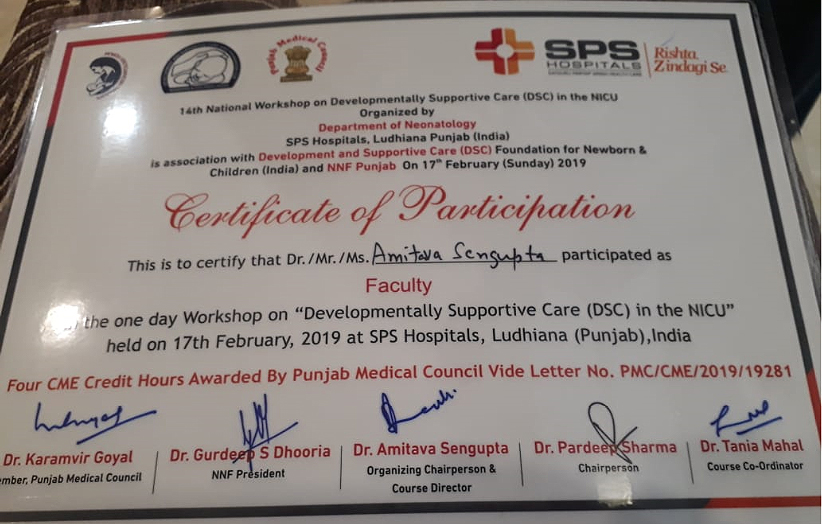 Punjab Medical Council
SPS
HOSPITALS
Rishta
Zindagi Se
14th National Workshop on Developmentally Supportive Care (DSC) in the NICU
Organized by
Department of Neonatology
SPS Hospitals, Ludhiana Punjab (India)
is association with Development and Supportive Care (DSC) Foundation for Newborn &
Children (India) and NNF Punjab On 17th February (Sunday) 2019
Certificate of Participation
This is to certify that Dr./Mr./Ms. Amitava Sengupta participated as
Faculty
the one day Workshop on “Developmentally Supportive Care (DSC) in the NICU”
held on 17th February, 2019 at SPS Hospitals, Ludhiana (Punjab),India
Four CME Credit Hours Awarded By Punjab Medical Council Vide Letter No. PMC/CME/2019/19281
Dr. Karamvir Goyal
mber, Punjab Medical Council
Dr. Gurdeep S Dhooria
NNF President
Dr. Amitava Sengupta
Organizing Chairperson &
Course Director
Dr. Pardeep Sharma
Chairperson
Dr. Tania Mahal
Course Co-Ordinator